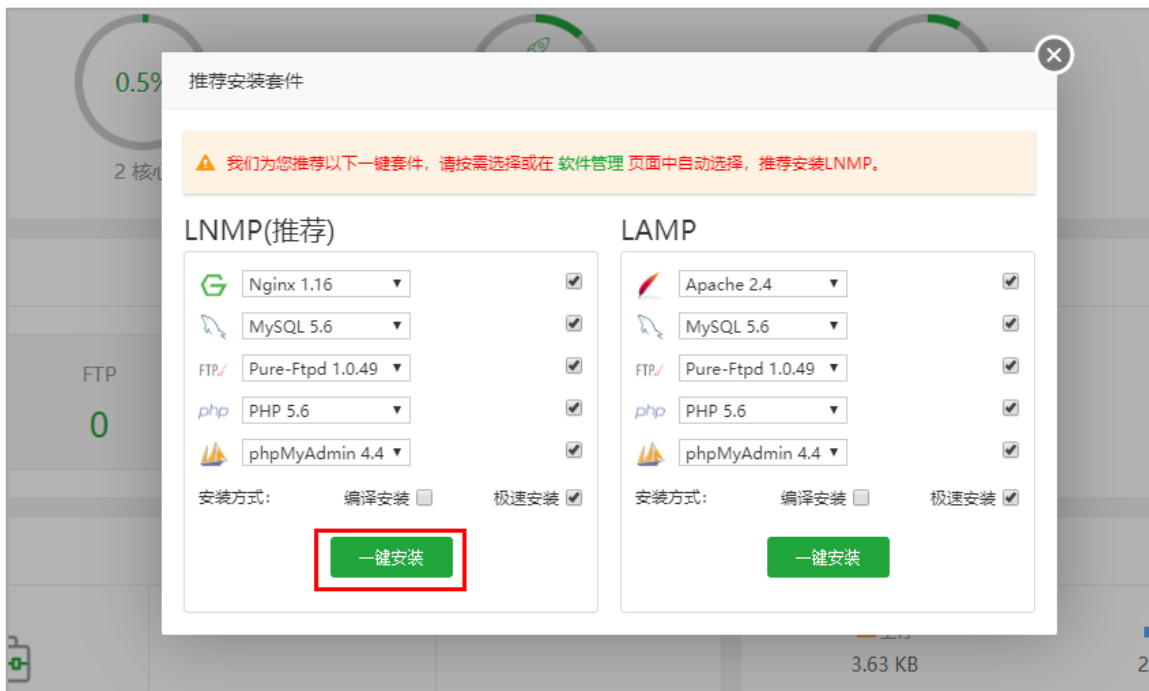 0.5%
2 核心
推荐安装套件
我们为您推荐以下一键套件，请按需选择或在 软件管理 页面中自动选择，推荐安装LNMP。
LNMP(推荐)
Nginx 1.16
MySQL 5.6
FTP
Pure-Ftpd 1.0.49
php
PHP 5.6
phpMyAdmin 4.4
安装方式：
编译安装
极速安装
一键安装
LAMP
Apache 2.4
MySQL 5.6
FTP
Pure-Ftpd 1.0.49
php
PHP 5.6
phpMyAdmin 4.4
安装方式：
编译安装
极速安装
一键安装
FTP
0
3.63 KB
2